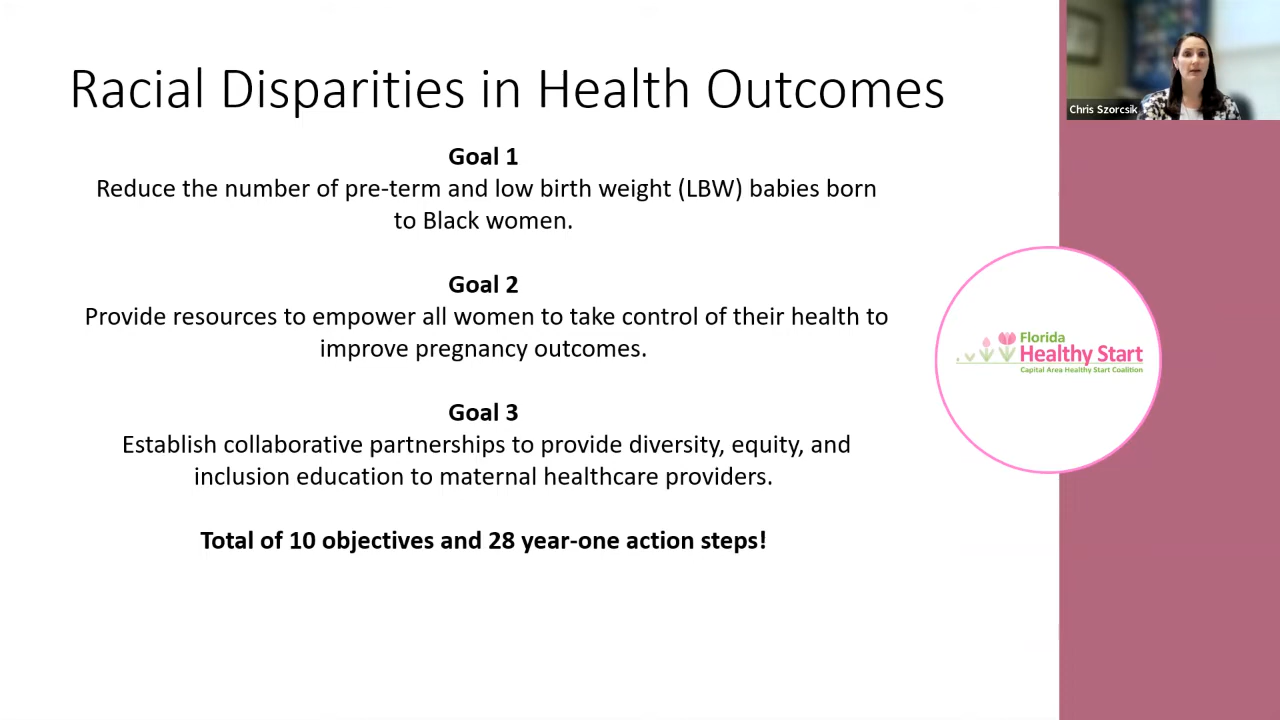 Racial Disparities in Health Outcomes
Goal 1
Reduce the number of pre-term and low birth weight (LBW) babies born
to Black women.
Goal 2
Provide resources to empower all women to take control of their health to
improve pregnancy outcomes.
Goal 3
Establish collaborative partnerships to provide diversity, equity, and
inclusion education to maternal healthcare providers.
Total of 10 objectives and 28 year-one action steps!
Chris Szorcsik
Florida
Healthy Start
Capital Area Healthy Start Coalition